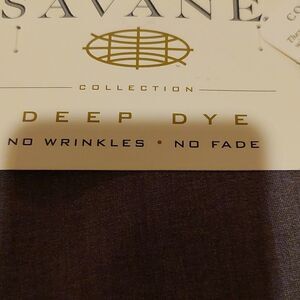 SAVANE
COLLECTION
DEEP DYE
NO WRINKLES • NO FADE